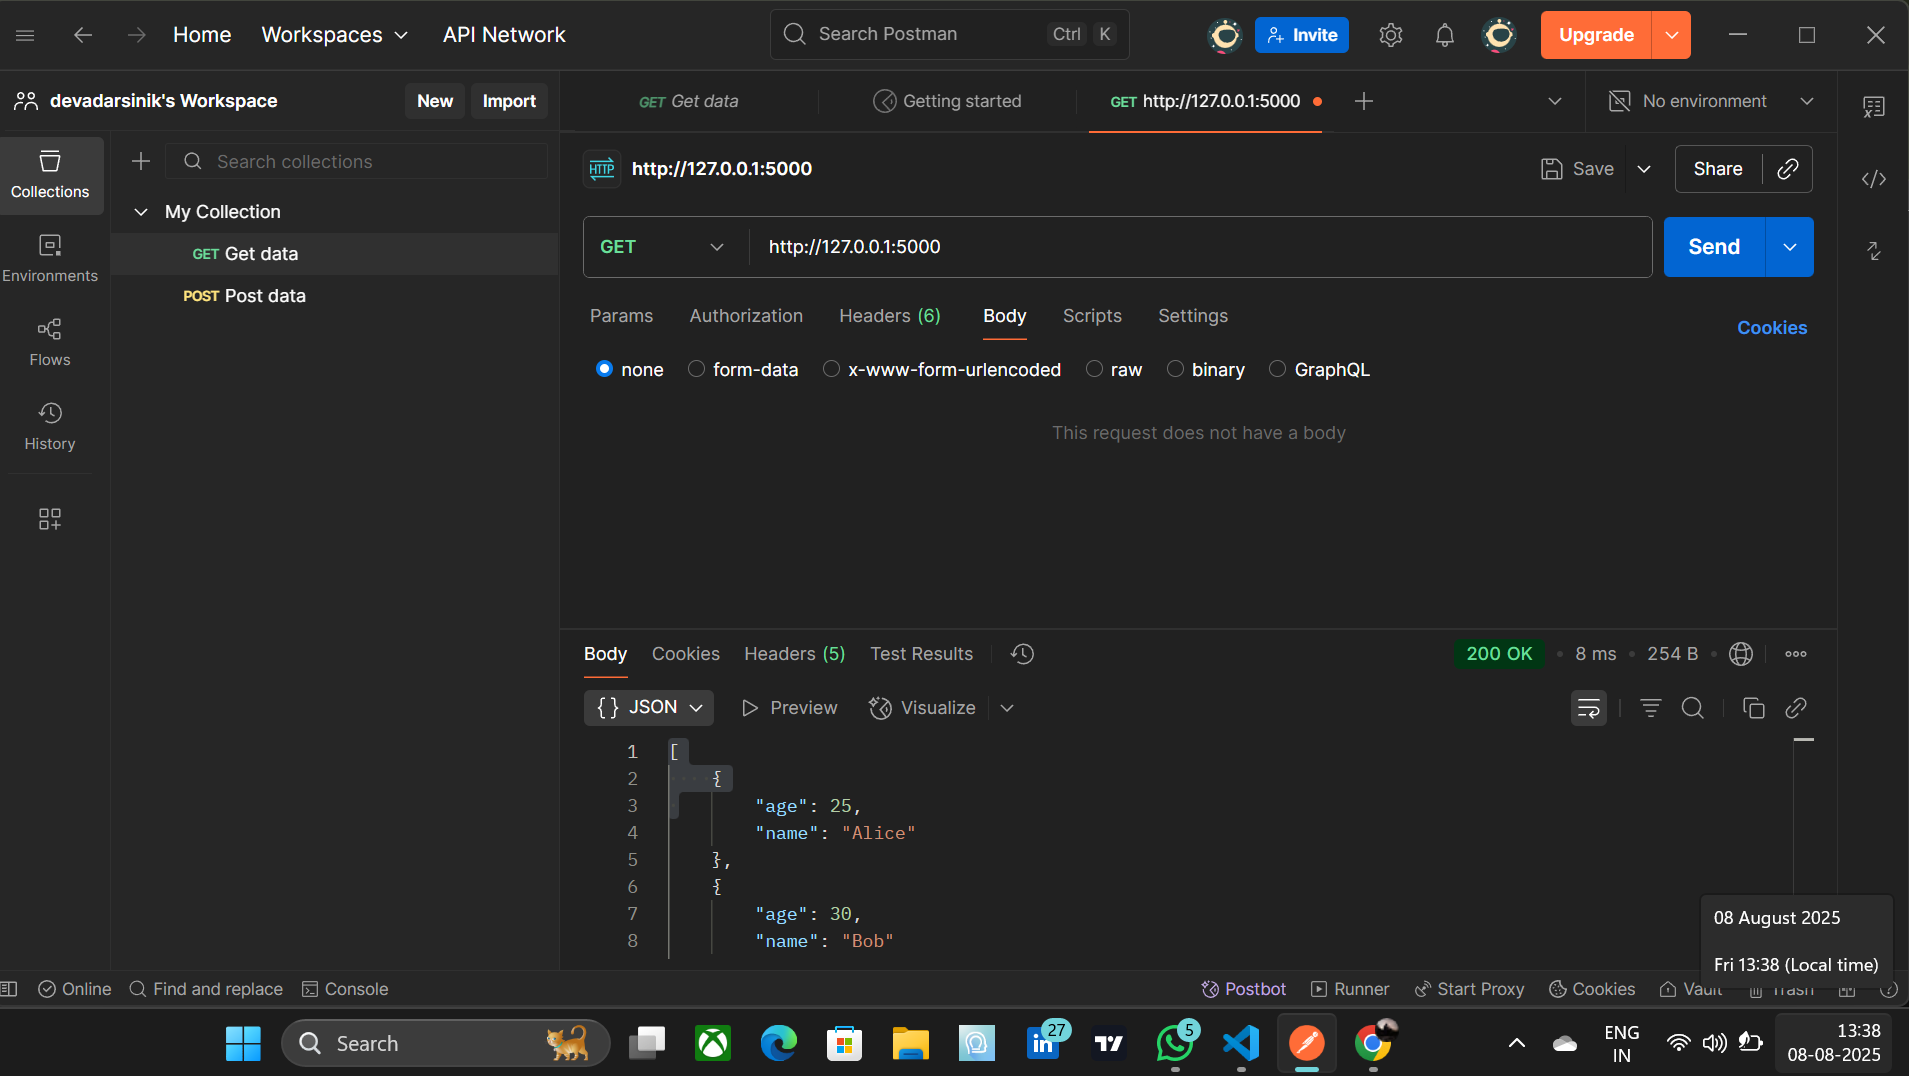 Home Workspaces API Network Search Postman Ctrl K Invite Upgrade
devadarsinik's Workspace New Import GET Get data Getting started GET http://127.0.0.1:5000 No environment
Search collections
Collections
My Collection
GET Get data
POST Post data
Environments
Flows
History
HTTP http://127.0.0.1:5000 Save Share
GET http://127.0.0.1:5000 Send
Params Authorization Headers (6) Body Scripts Settings Cookies
none form-data x-www-form-urlencoded raw binary GraphQL
This request does not have a body
Body Cookies Headers (5) Test Results 200 OK 8 ms 254 B
{} JSON Preview Visualize
1 [
2 {
3 "age": 25,
4 "name": "Alice"
5 },
6 {
7 "age": 30,
8 "name": "Bob"
08 August 2025
Fri 13:38 (Local time)
Online Find and replace Console Postbot Runner Start Proxy Cookies Vault Trash
Search 27 5 ENG IN 13:38
08-08-2025